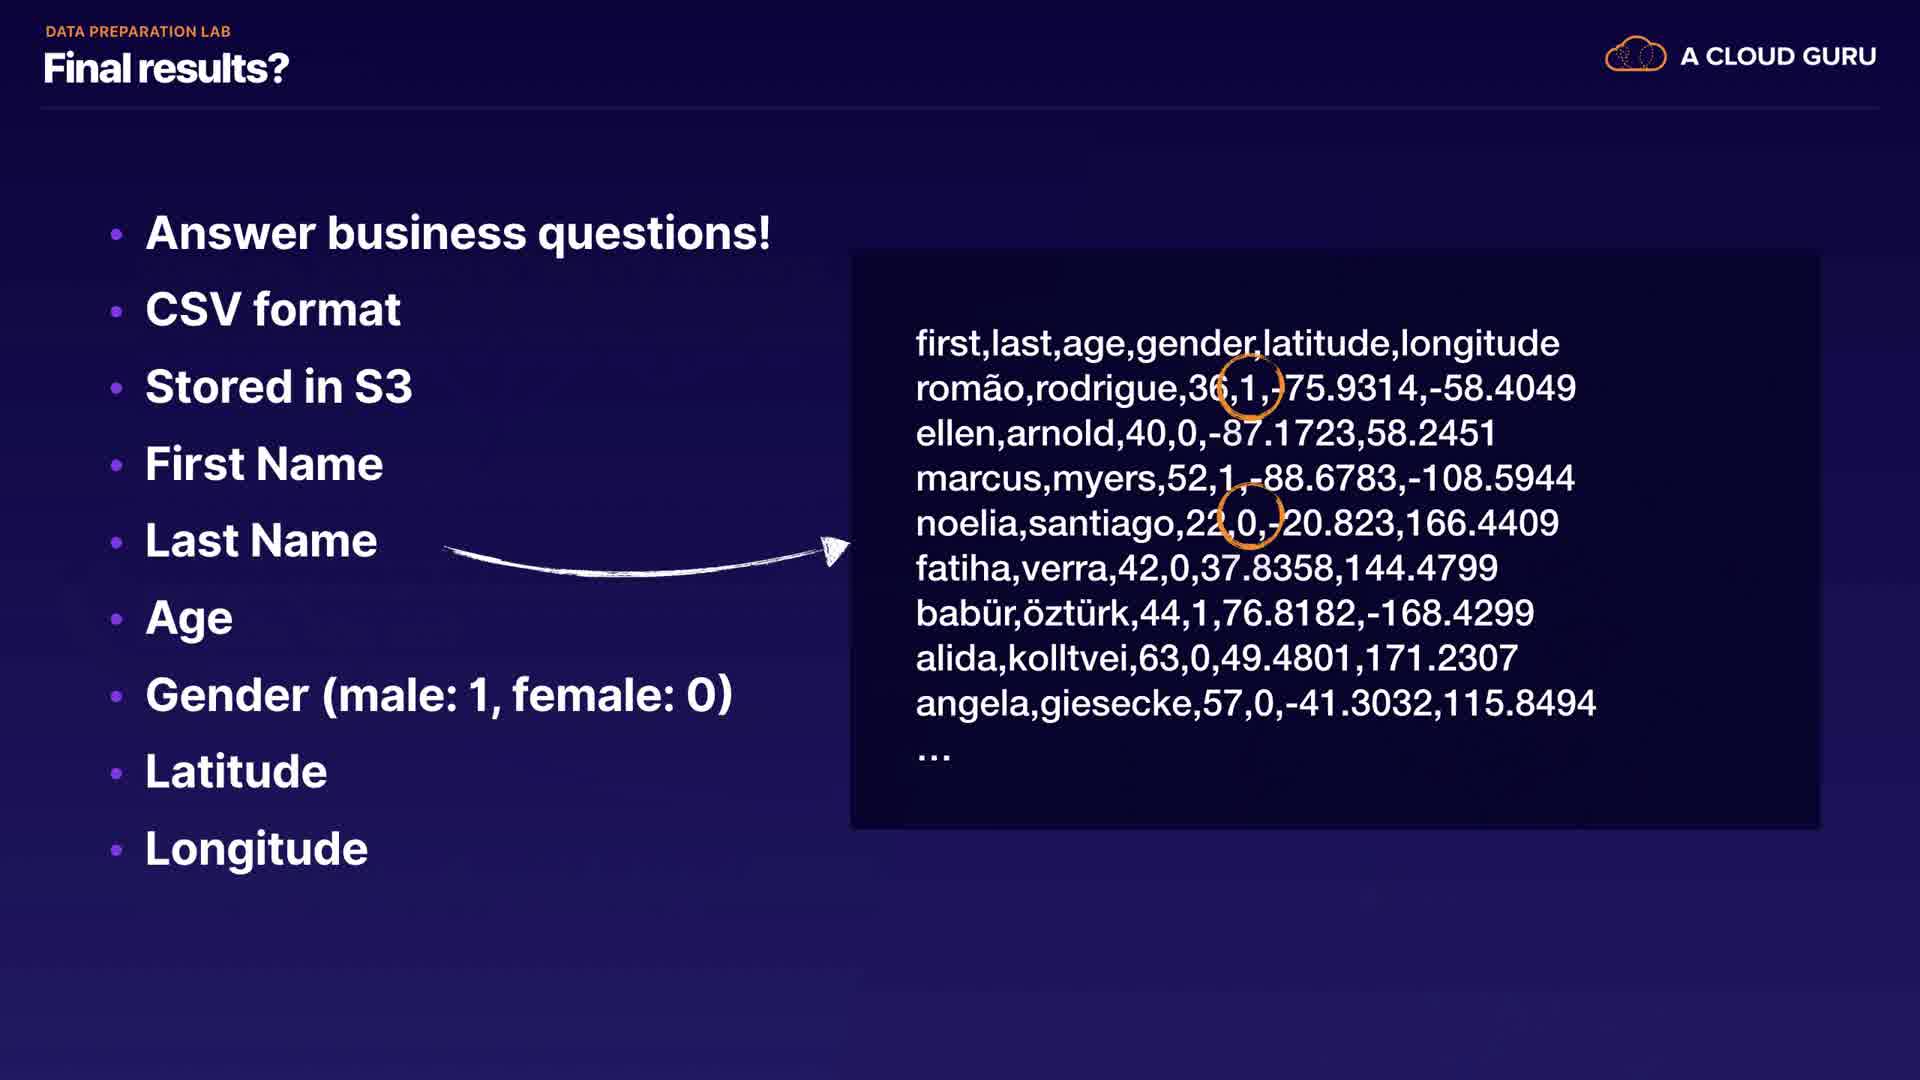 DATA PREPARATION LAB
Final results?
A CLOUD GURU
• Answer business questions!
• CSV format
• Stored in S3
• First Name
• Last Name
• Age
• Gender (male: 1, female: 0)
• Latitude
• Longitude
first,last,age,gender,latitude,longitude
romão,rodrigue,36,1,-75.9314,-58.4049
ellen,arnold,40,0,-87.1723,58.2451
marcus,myers,52,1,-88.6783,-108.5944
noelia,santiago,22,0,-20.823,166.4409
fatiha,verra,42,0,37.8358,144.4799
babür,öztürk,44,1,76.8182,-168.4299
alida,kolltvei,63,0,49.4801,171.2307
angela,giesecke,57,0,-41.3032,115.8494
...